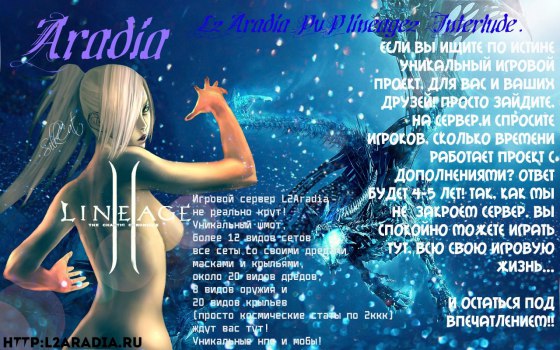 Aradia
L2 Aradia PvP lineage2 Interlude.
ЕСЛИ ВЫ ИЩИТЕ ПО ИСТИНЕ
УНИКАЛЬНЫЙ ИГРОВОЙ
ПРОЕКТ. ДЛЯ ВАС И ВАШИХ
ДРУЗЕЙ! ПРОСТО ЗАЙДИТЕ
НА СЕРВЕР.И СПРОСИТЕ
ИГРОКОВ. СКОЛЬКО ВРЕМЕНИ
РАБОТАЕТ ПРОЕКТ С
ДОПОЛНЕНИЯМИ? ОТВЕТ
БУДЕТ 4-5 ЛЕТ! ТАК, КАК МЫ
НЕ ЗАКРОЕМ СЕРВЕР. ВЫ
СПОКОЙНО МОЖЕТЕ ИГРАТЬ
ТУТ. ВСЮ СВОЮ ИГРОВУЮ
ЖИЗНЬ...
И ОСТАТЬСЯ ПОД
ВПЕЧАТЛЕНИЕМ!!
LINEAGE II
THE CHAOTIC CHRONICLE
Игровой сервер L2Aradia -
не реально крут!
Уникальный шмот,
более 12 видов сетов
все сеты со своими дредами,
масками и крыльями,
около 20 видов дредов,
8 видов оружия и
20 видов крыльев
(просто космические статы по 2ккк)
ждут вас тут!
Уникальные нпс и мобы!
HTTP:L2ARADIA.RU